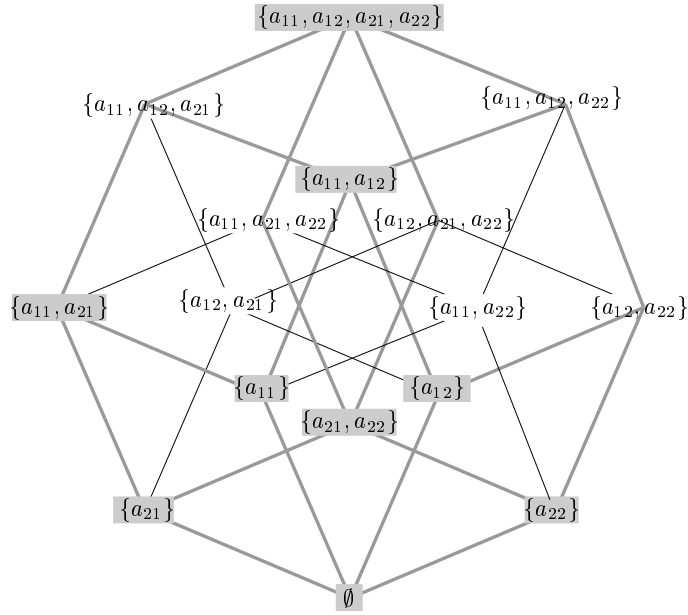 {a₁₁, a₁₂, a₂₁, a₂₂}
{a₁₁, a₁₂, a₂₁}
{a₁₁, a₁₂, a₂₂}
{a₁₁, a₁₂}
{a₁₁, a₂₁, a₂₂}
{a₁₂, a₂₁, a₂₂}
{a₁₁, a₂₁}
{a₁₂, a₂₁}
{a₁₁, a₂₂}
{a₁₂, a₂₂}
{a₁₁}
{a₁₂}
{a₂₁, a₂₂}
{a₂₁}
{a₂₂}
∅